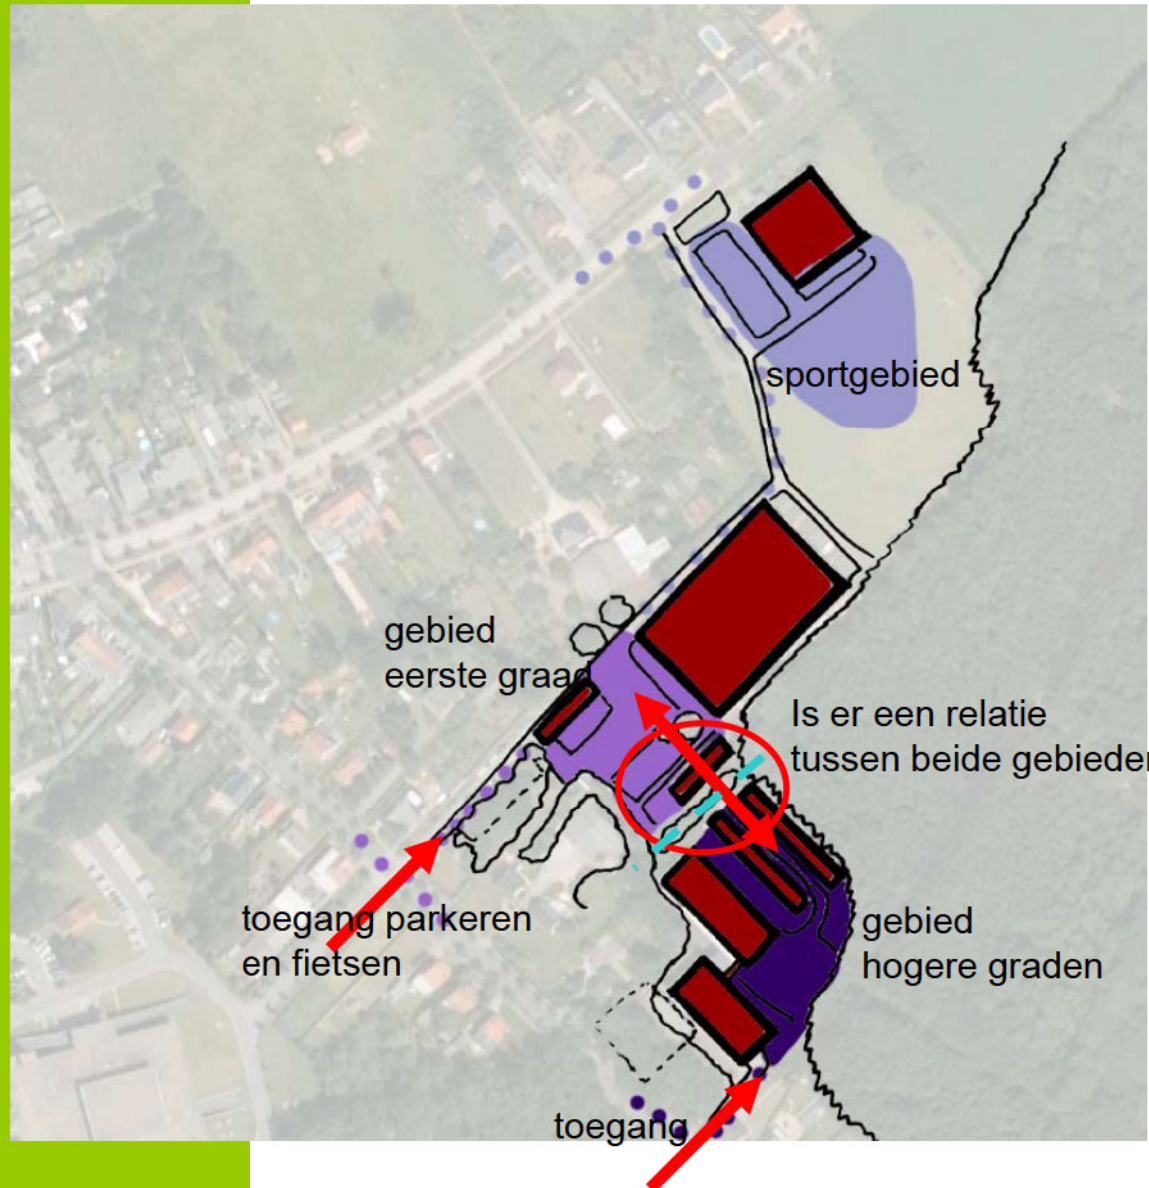 sportgebied
gebied
eerste graad
Is er een relatie
tussen beide gebieden
toegang parkeren
en fietsen
gebied
hogere graden
toegang